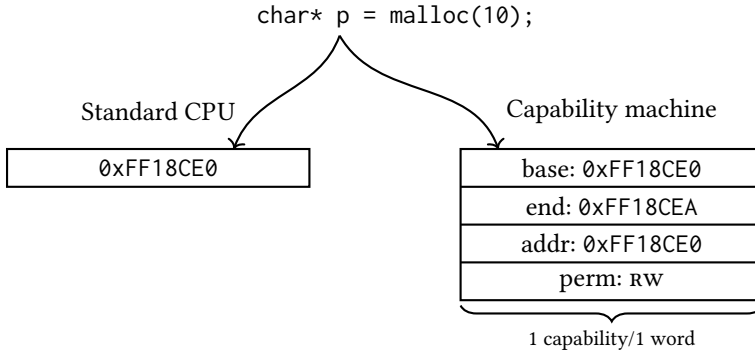 char* p = malloc(10);
Standard CPU
0xFF18CE0
Capability machine
base: 0xFF18CE0
end: 0xFF18CEA
addr: 0xFF18CE0
perm: RW
1 capability/1 word